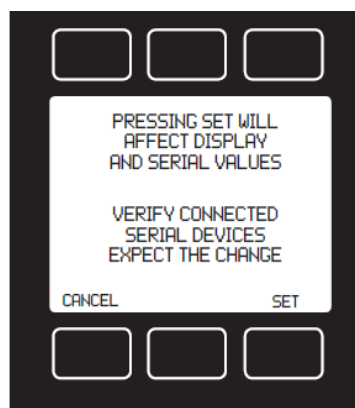 PRESSING SET WILL
AFFECT DISPLAY
AND SERIAL VALUES
VERIFY CONNECTED
SERIAL DEVICES
EXPECT THE CHANGE
CANCEL SET